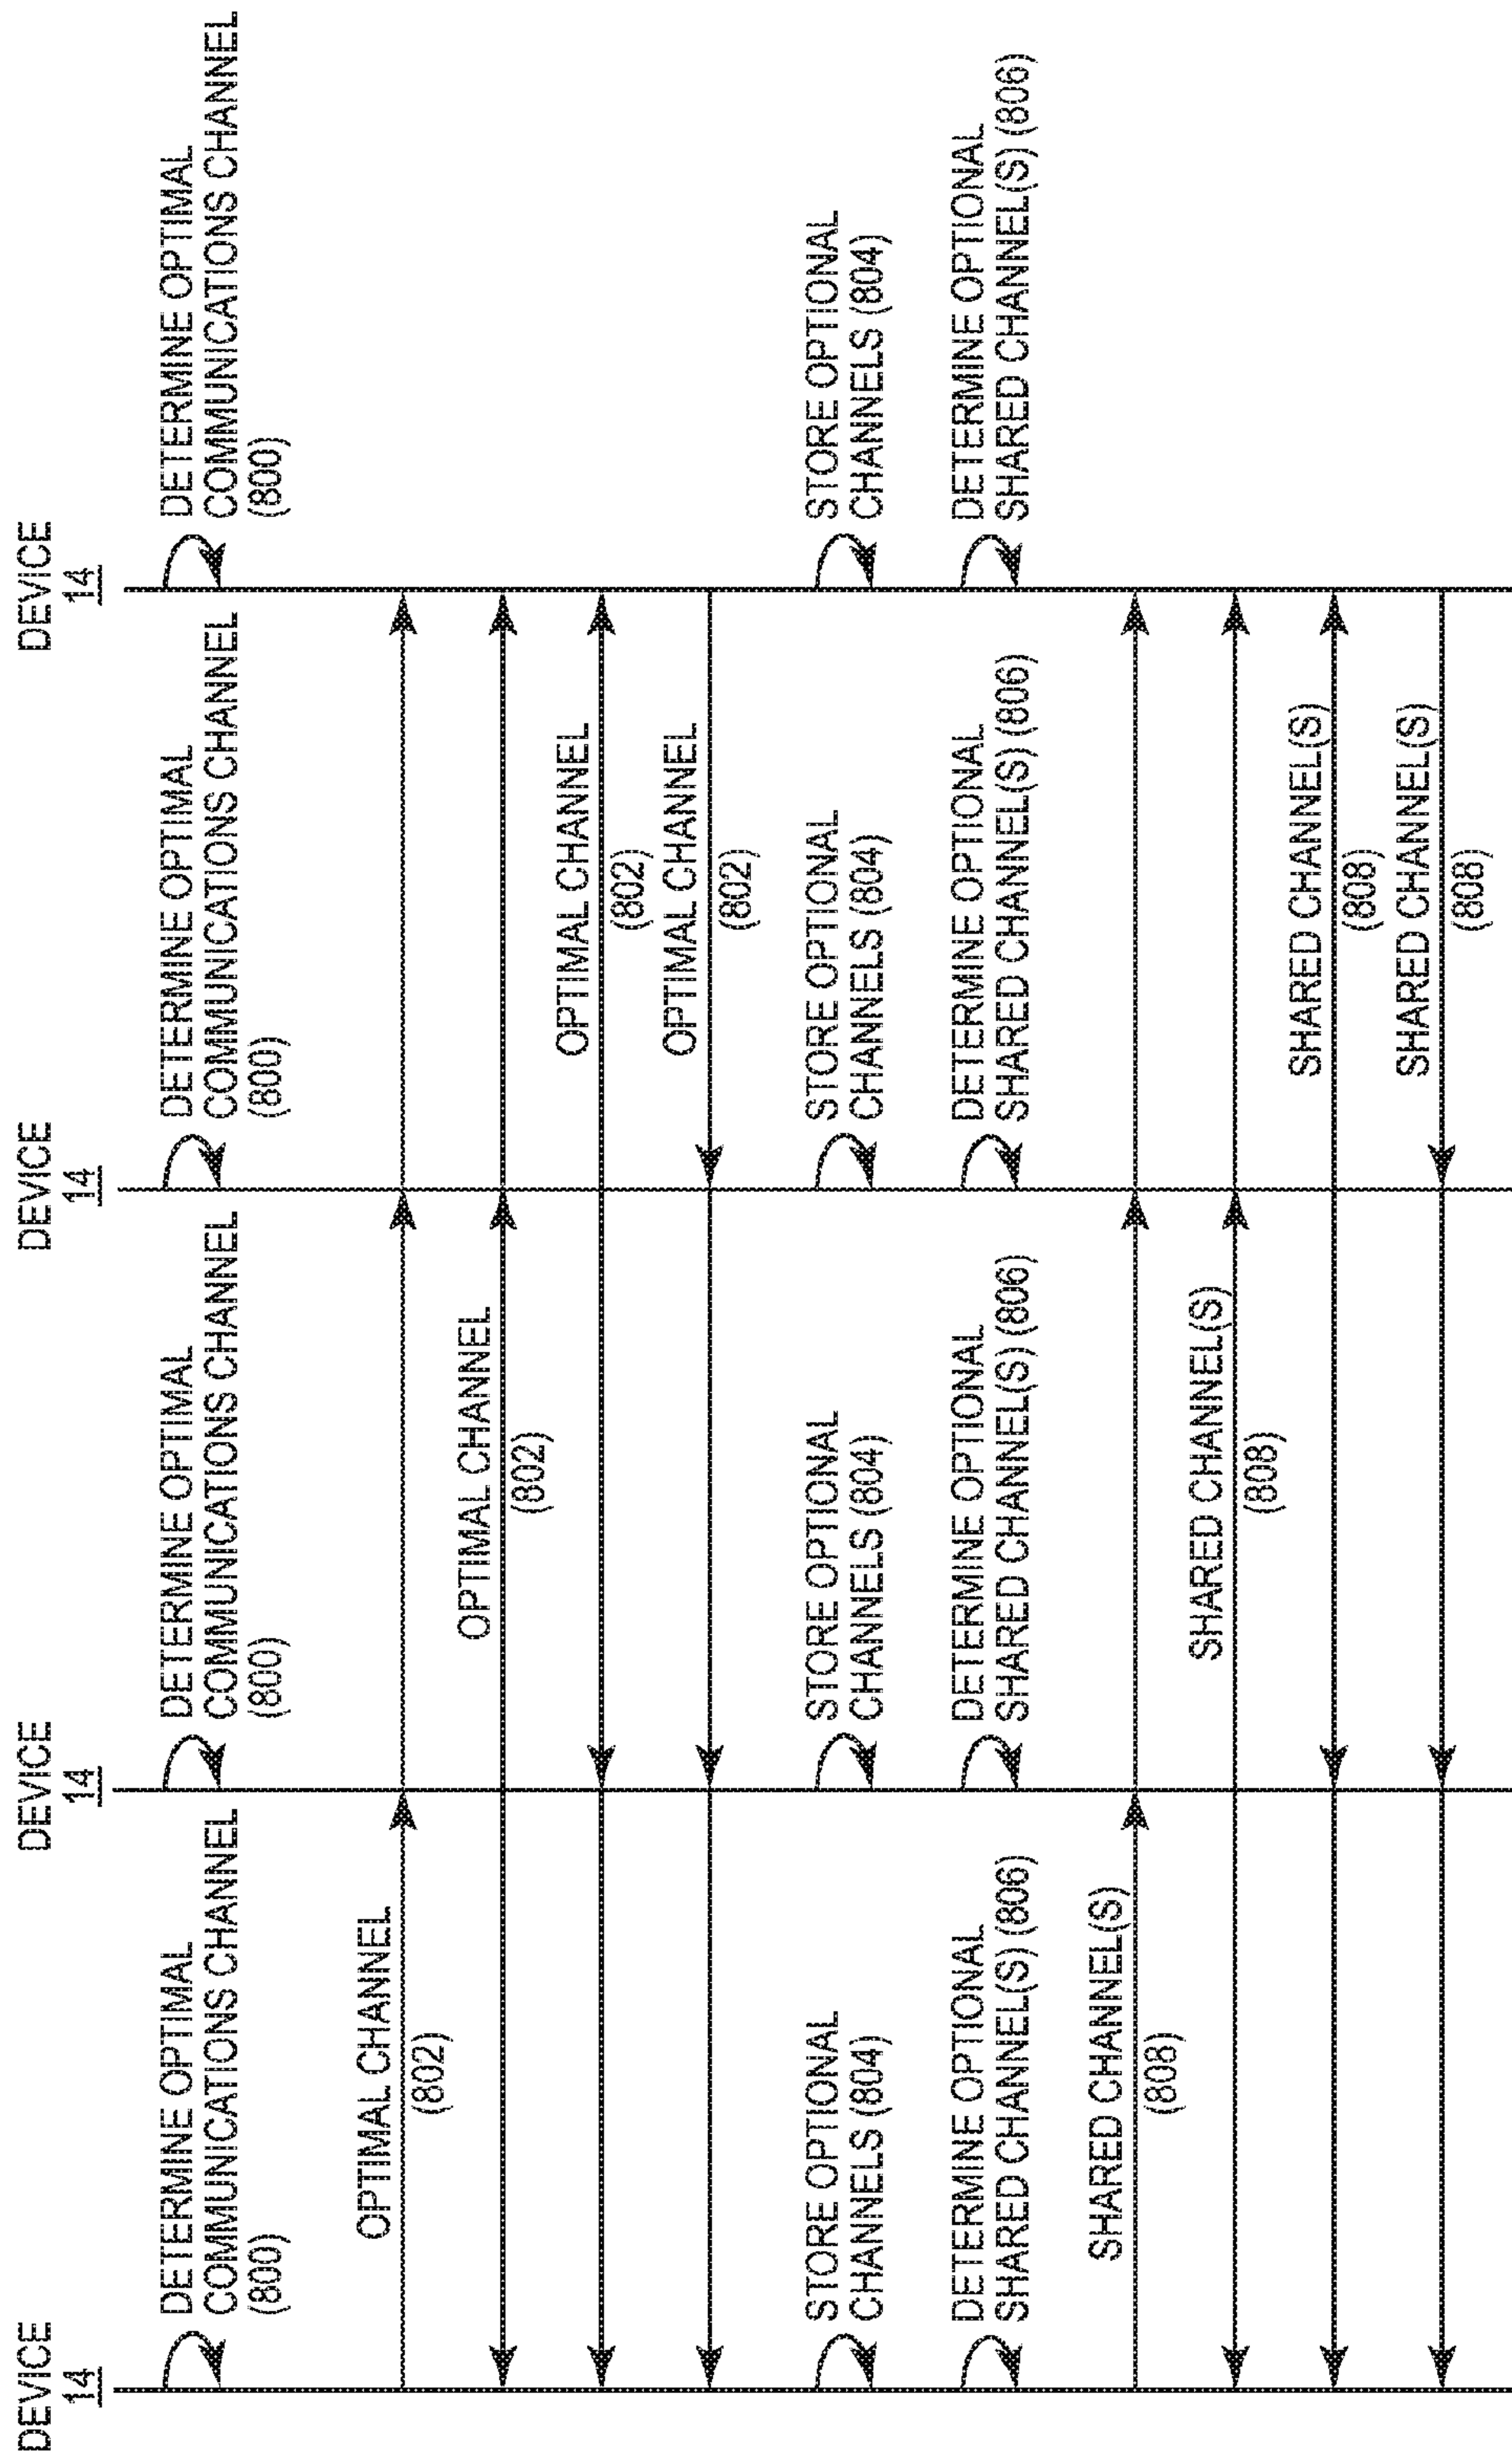 DEVICE
14
DEVICE
14
DEVICE
14
DEVICE
14
DETERMINE OPTIMAL
COMMUNICATIONS CHANNEL
(800)
DETERMINE OPTIMAL
COMMUNICATIONS CHANNEL
(800)
DETERMINE OPTIMAL
COMMUNICATIONS CHANNEL
(800)
DETERMINE OPTIMAL
COMMUNICATIONS CHANNEL
(800)
OPTIMAL CHANNEL
(802)
OPTIMAL CHANNEL
(802)
OPTIMAL CHANNEL
(802)
OPTIMAL CHANNEL
(802)
STORE OPTIONAL
CHANNELS (804)
STORE OPTIONAL
CHANNELS (804)
STORE OPTIONAL
CHANNELS (804)
STORE OPTIONAL
CHANNELS (804)
DETERMINE OPTIONAL
SHARED CHANNEL(S) (806)
DETERMINE OPTIONAL
SHARED CHANNEL(S) (806)
DETERMINE OPTIONAL
SHARED CHANNEL(S) (806)
DETERMINE OPTIONAL
SHARED CHANNEL(S) (806)
SHARED CHANNEL(S)
(808)
SHARED CHANNEL(S)
(808)
SHARED CHANNEL(S)
(808)
SHARED CHANNEL(S)
(808)